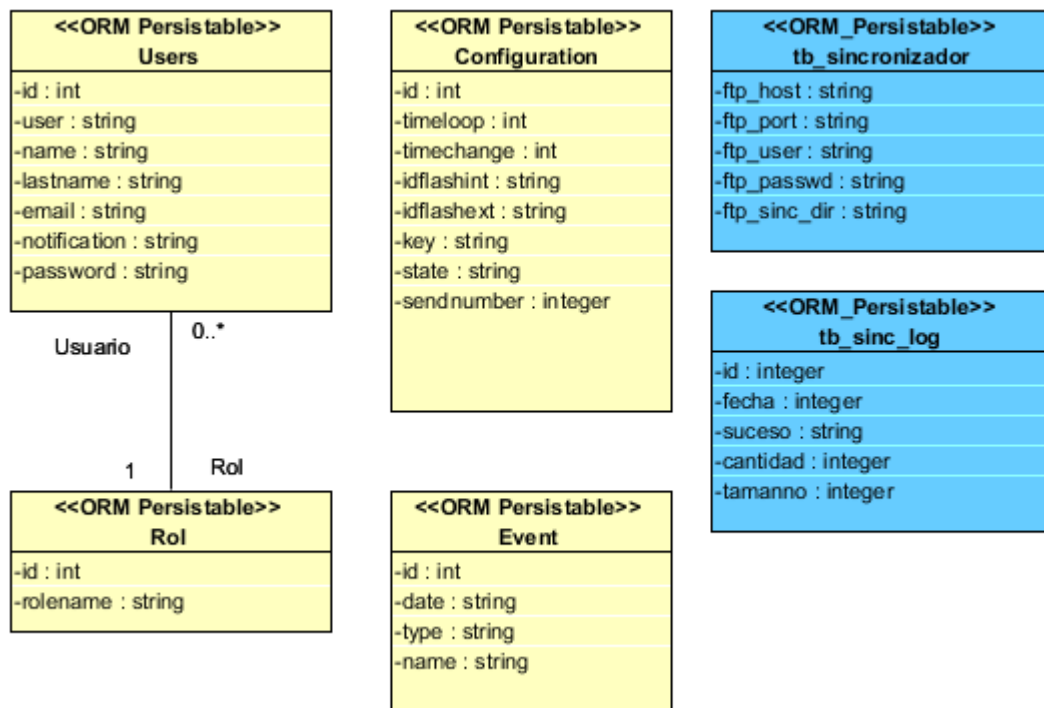 <<ORM Persistable>>
Users
-id : int
-user : string
-name : string
-lastname : string
-email : string
-notification : string
-password : string
Usuario
0..*
1
Rol
<<ORM Persistable>>
Rol
-id : int
-rolename : string
<<ORM Persistable>>
Configuration
-id : int
-timeloop : int
-timechange : int
-idflashint : string
-idflashext : string
-key : string
-state : string
-sendnumber : integer
<<ORM Persistable>>
Event
-id : int
-date : string
-type : string
-name : string
<<ORM_Persistable>>
tb_sincronizador
-ftp_host : string
-ftp_port : string
-ftp_user : string
-ftp_passwd : string
-ftp_sinc_dir : string
<<ORM_Persistable>>
tb_sinc_log
-id : integer
-fecha : integer
-suceso : string
-cantidad : integer
-tamanno : integer